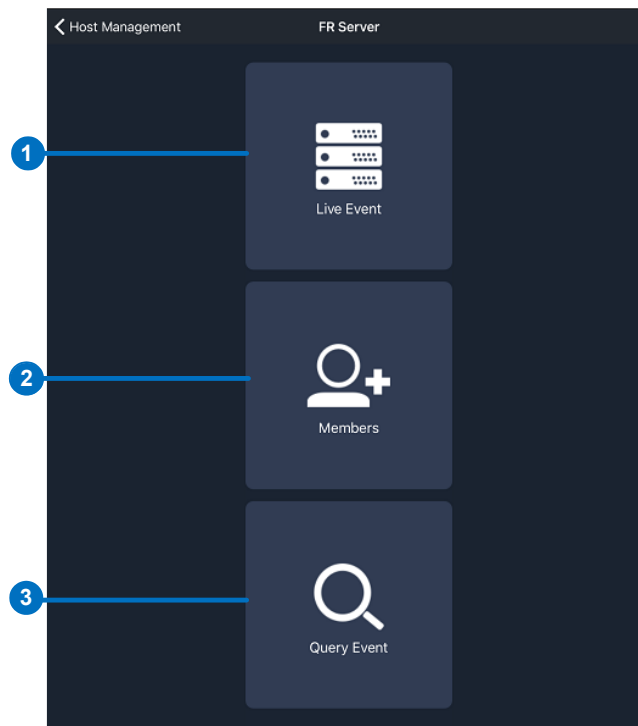 Host Management
FR Server
1
Live Event
2
Members
3
Query Event